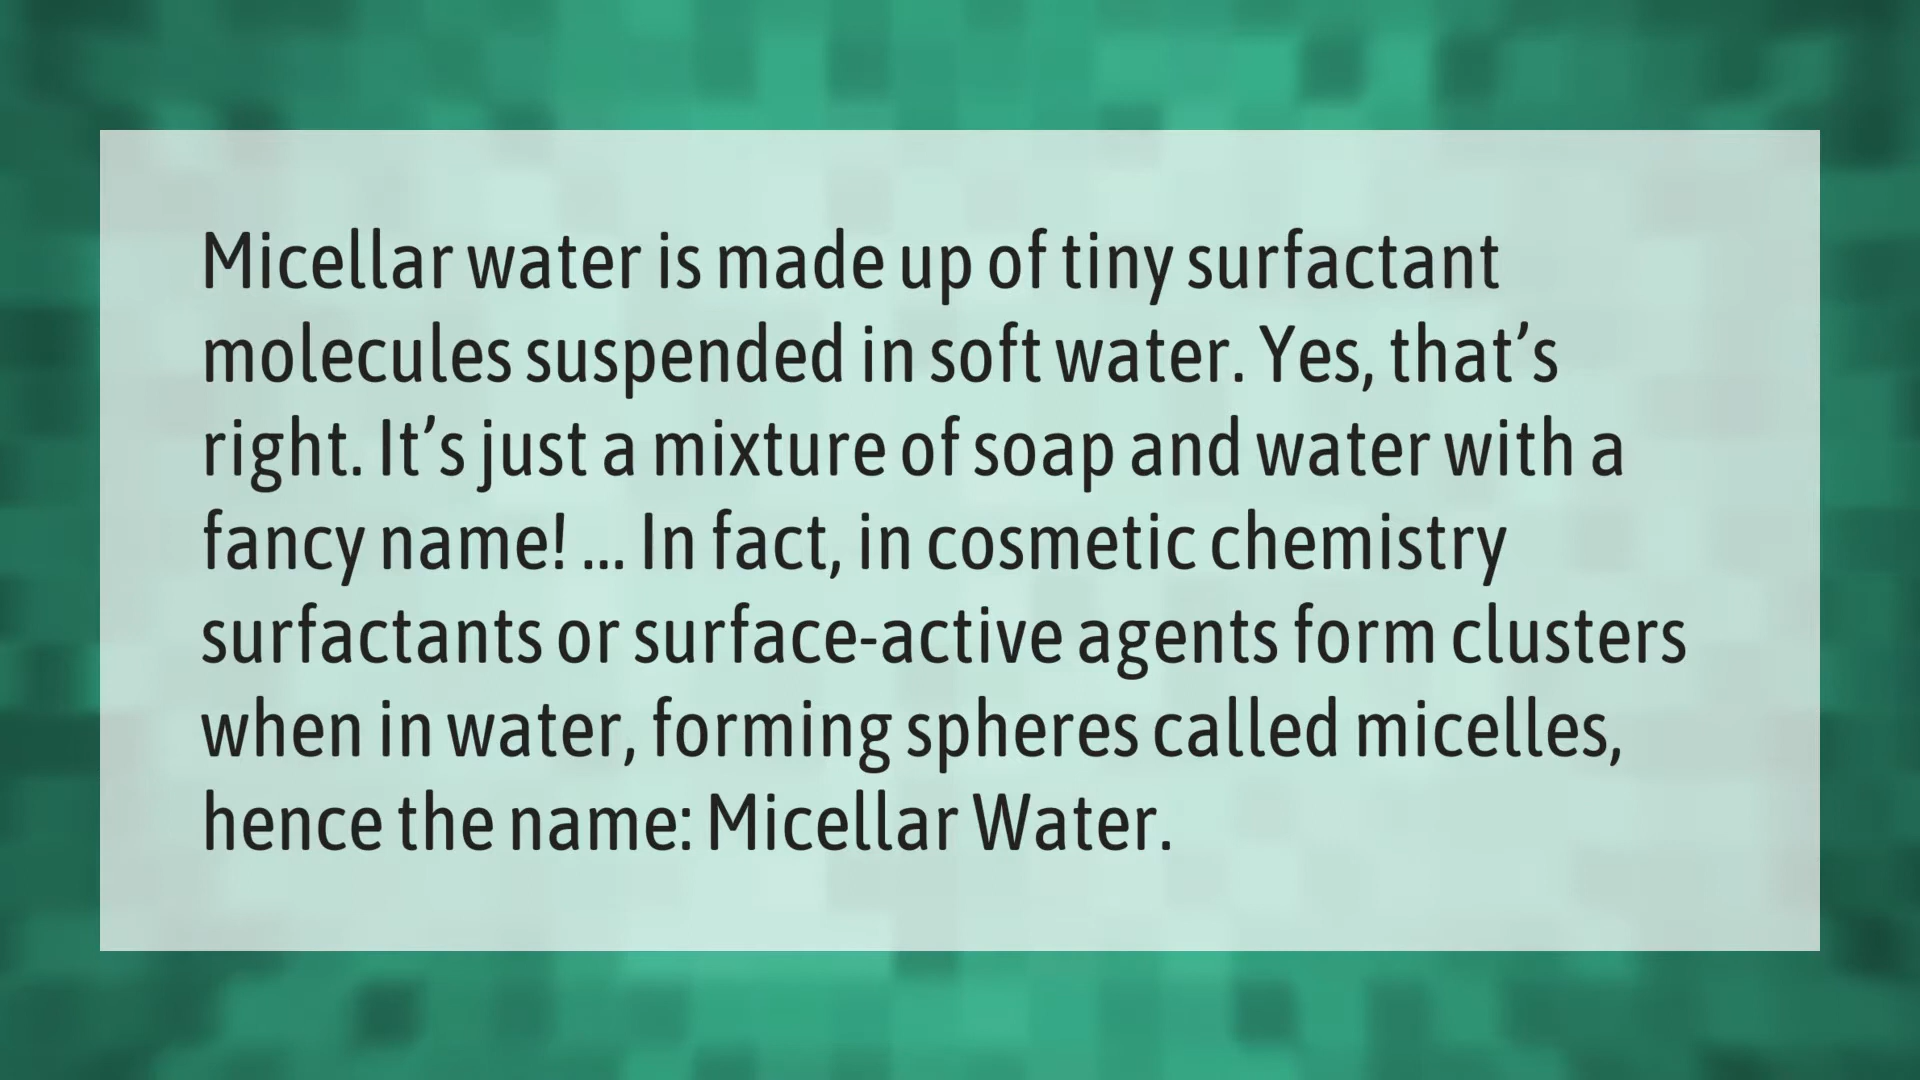 Micellar water is made up of tiny surfactant
molecules suspended in soft water. Yes, that’s
right. It’s just a mixture of soap and water with a
fancy name! ... In fact, in cosmetic chemistry
surfactants or surface-active agents form clusters
when in water, forming spheres called micelles,
hence the name: Micellar Water.